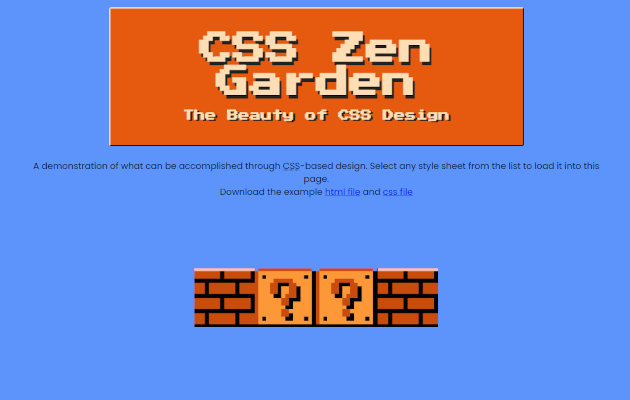 CSS Zen
Garden
The Beauty of CSS Design
A demonstration of what can be accomplished through CSS-based design. Select any style sheet from the list to load it into this
page.
Download the example html file and css file
? ?